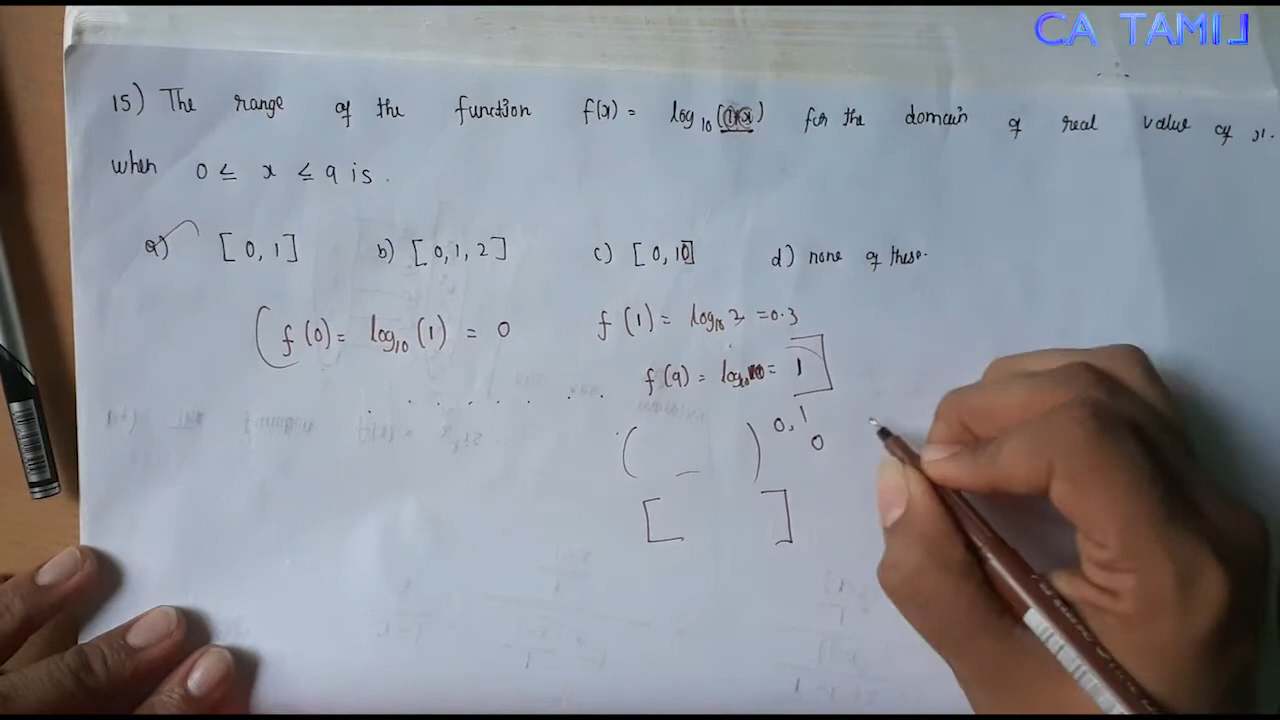 CA TAMIL
15) The range of the function f(x) = log10 (1+x) for the domain of real value of x.
when 0 ≤ x ≤ 9 is.
a) [0, 1] b) [0, 1, 2] c) [0, 10] d) none of these.
( f(0) = log10 (1) = 0 f(1) = log10 2 = 0.3
f(9) = log10 10 = 1 ]
( ) 0, 1
0
[ ]